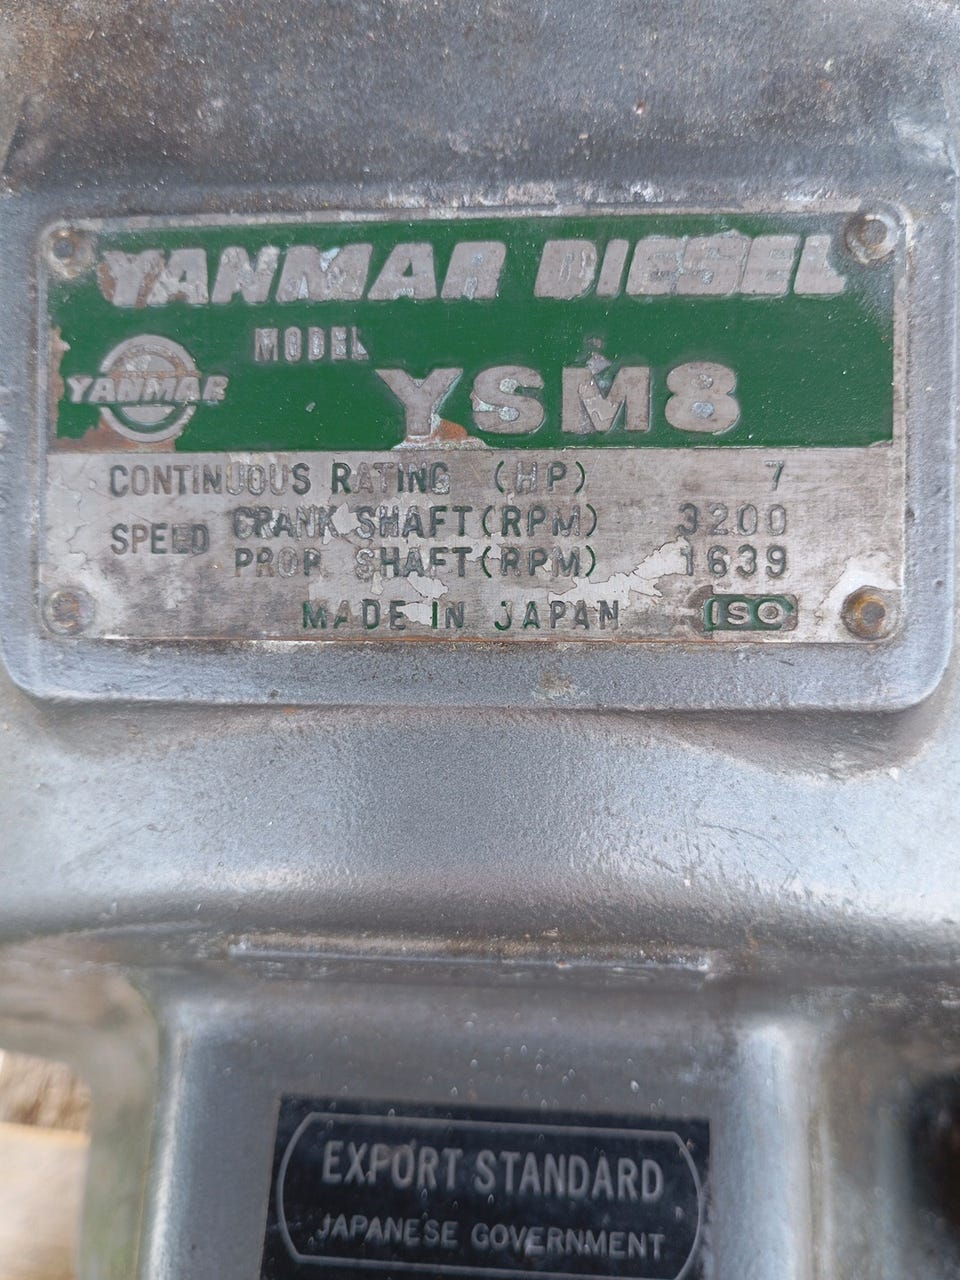 YANMAR DIESEL
MODEL
YANMAR
YSM8
CONTINUOUS RATING (HP) 7
SPEED
CRANK SHAFT (RPM) 3200
PROP. SHAFT (RPM) 1639
MADE IN JAPAN ISO
EXPORT STANDARD
JAPANESE GOVERNMENT